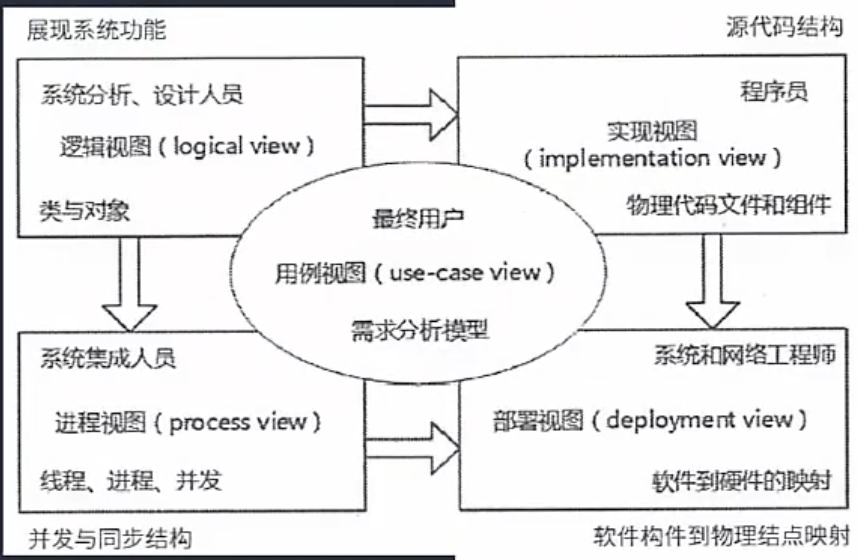 展现系统功能
源代码结构
系统分析、设计人员
逻辑视图（logical view）
类与对象
程序员
实现视图
（implementation view）
物理代码文件和组件
最终用户
用例视图（use-case view）
需求分析模型
系统集成人员
进程视图（process view）
线程、进程、并发
系统和网络工程师
部署视图（deployment view）
软件到硬件的映射
并发与同步结构
软件构件到物理结点映射